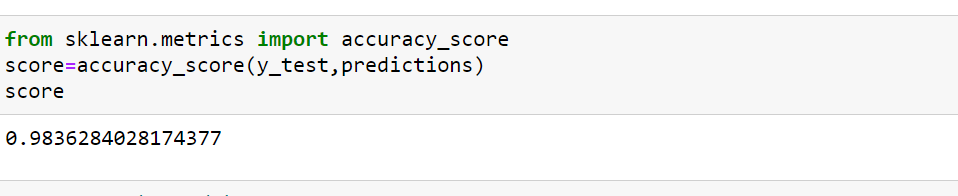 from sklearn.metrics import accuracy_score
score=accuracy_score(y_test,predictions)
score
0.9836284028174377